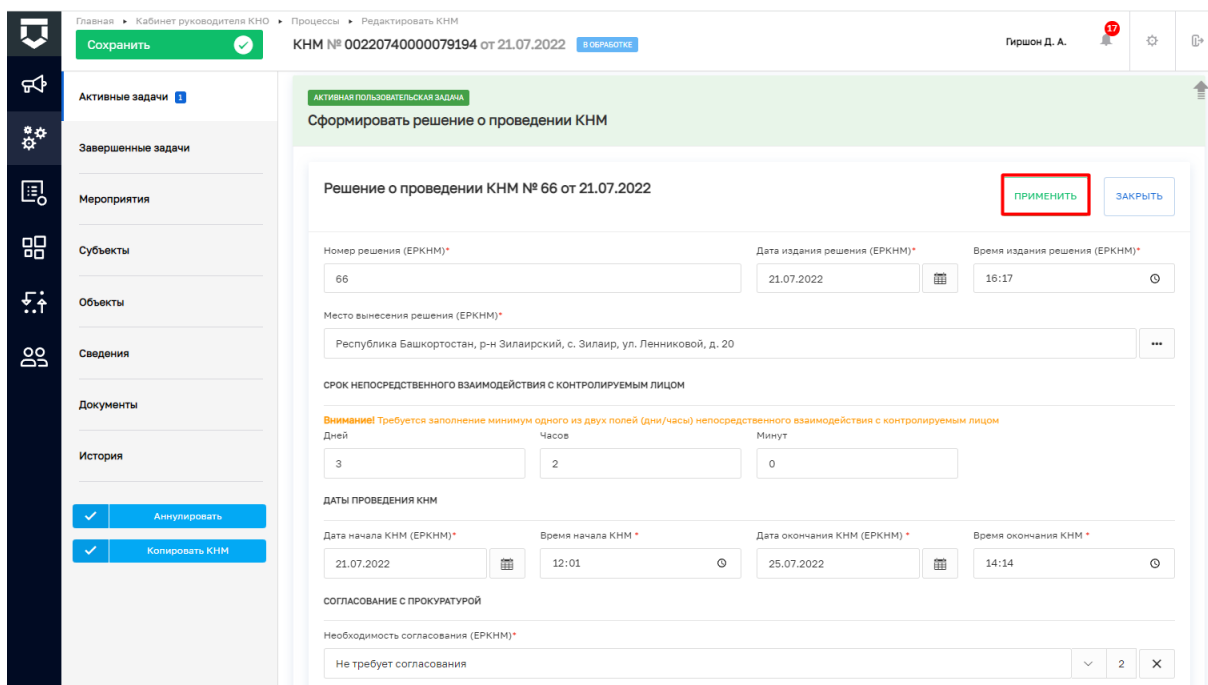 Главная ▸ Кабинет руководителя КНО ▸ Процессы ▸ Редактировать КНМ
Сохранить
КНМ № 00220740000079194 от 21.07.2022 В ОБРАБОТКЕ
Гиршон Д. А.
17
Активные задачи 1
Завершенные задачи
Мероприятия
Субъекты
Объекты
Сведения
Документы
История
Аннулировать
Копировать КНМ
АКТИВНАЯ ПОЛЬЗОВАТЕЛЬСКАЯ ЗАДАЧА
Сформировать решение о проведении КНМ
Решение о проведении КНМ № 66 от 21.07.2022
ПРИМЕНИТЬ
ЗАКРЫТЬ
Номер решения (ЕРКНМ)* Дата издания решения (ЕРКНМ)* Время издания решения (ЕРКНМ)*
66 21.07.2022 16:17
Место вынесения решения (ЕРКНМ)*
Республика Башкортостан, р-н Зилаирский, с. Зилаир, ул. Ленниковой, д. 20 •••
СРОК НЕПОСРЕДСТВЕННОГО ВЗАИМОДЕЙСТВИЯ С КОНТРОЛИРУЕМЫМ ЛИЦОМ
Внимание! Требуется заполнение минимум одного из двух полей (дни/часы) непосредственного взаимодействия с контролируемым лицом
Дней Часов Минут
3 2 0
ДАТЫ ПРОВЕДЕНИЯ КНМ
Дата начала КНМ (ЕРКНМ)* Время начала КНМ * Дата окончания КНМ (ЕРКНМ) * Время окончания КНМ *
21.07.2022 12:01 25.07.2022 14:14
СОГЛАСОВАНИЕ С ПРОКУРАТУРОЙ
Необходимость согласования (ЕРКНМ)*
Не требует согласования 2